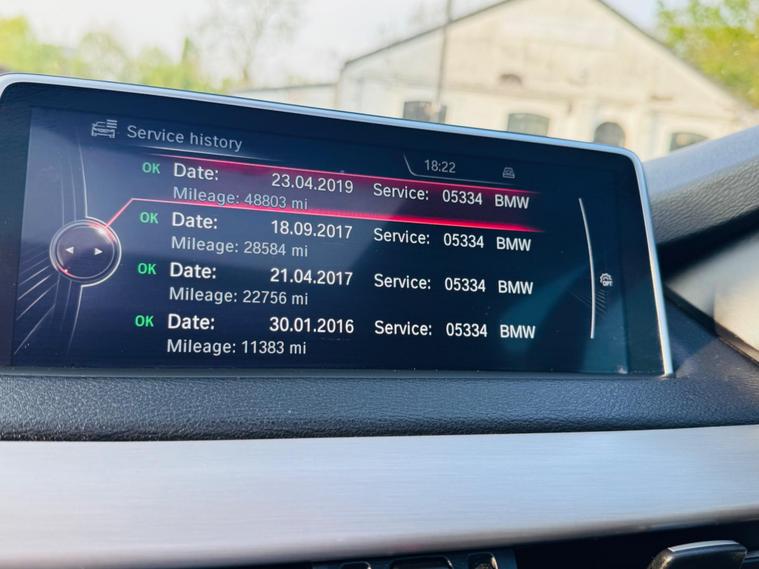 Service history
18:22
OK Date: 23.04.2019 Service: 05334 BMW
Mileage: 48803 mi
OK Date: 18.09.2017 Service: 05334 BMW
Mileage: 28584 mi
OK Date: 21.04.2017 Service: 05334 BMW
Mileage: 22756 mi
OK Date: 30.01.2016 Service: 05334 BMW
Mileage: 11383 mi
OPT